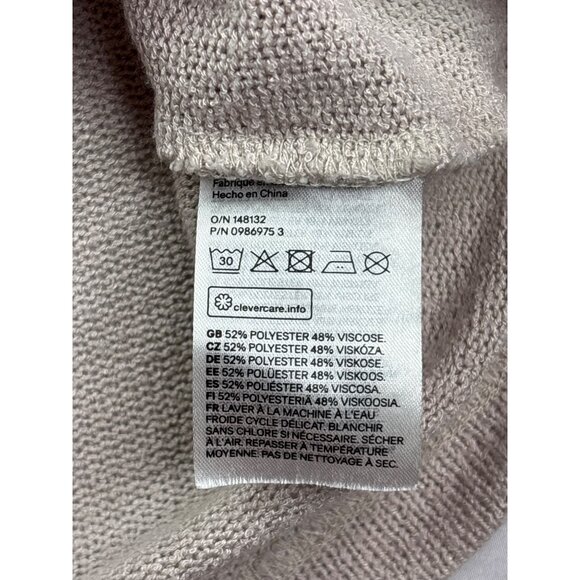 Fabriqué en
Hecho en China
O/N 148132
P/N 0986975 3
30
clevercare.info
GB 52% POLYESTER 48% VISCOSE.
CZ 52% POLYESTER 48% VISKÓZA.
DE 52% POLYESTER 48% VISKOSE.
EE 52% POLÜESTER 48% VISKOOS.
ES 52% POLIÉSTER 48% VISCOSA.
FI 52% POLYESTERIÄ 48% VISKOOSIA.
FR LAVER À LA MACHINE À L'EAU
FROIDE CYCLE DÉLICAT. BLANCHIR
SANS CHLORE SI NÉCESSAIRE. SÉCHER
À L'AIR. REPASSER À TEMPÉRATURE
MOYENNE. PAS DE NETTOYAGE À SEC.